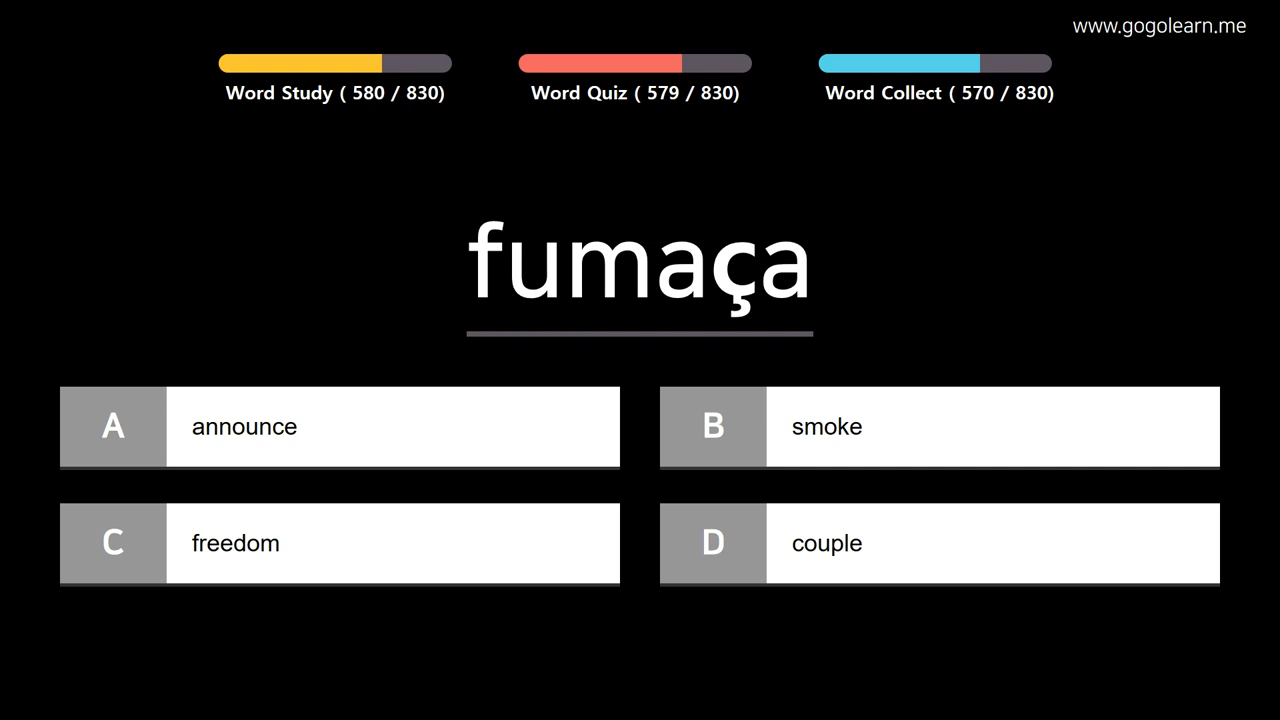 www.gogolearn.me
Word Study ( 580 / 830)
Word Quiz ( 579 / 830)
Word Collect ( 570 / 830)
fumaça
A announce
B smoke
C freedom
D couple